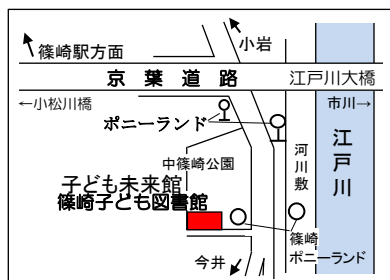 小岩
篠崎駅方面
京葉道路
江戸川大橋
←小松川橋
市川→
ポニーランド
江戸川
河川敷
中篠崎公園
子ども未来館
篠崎子ども図書館
篠崎
ポニーランド
今井